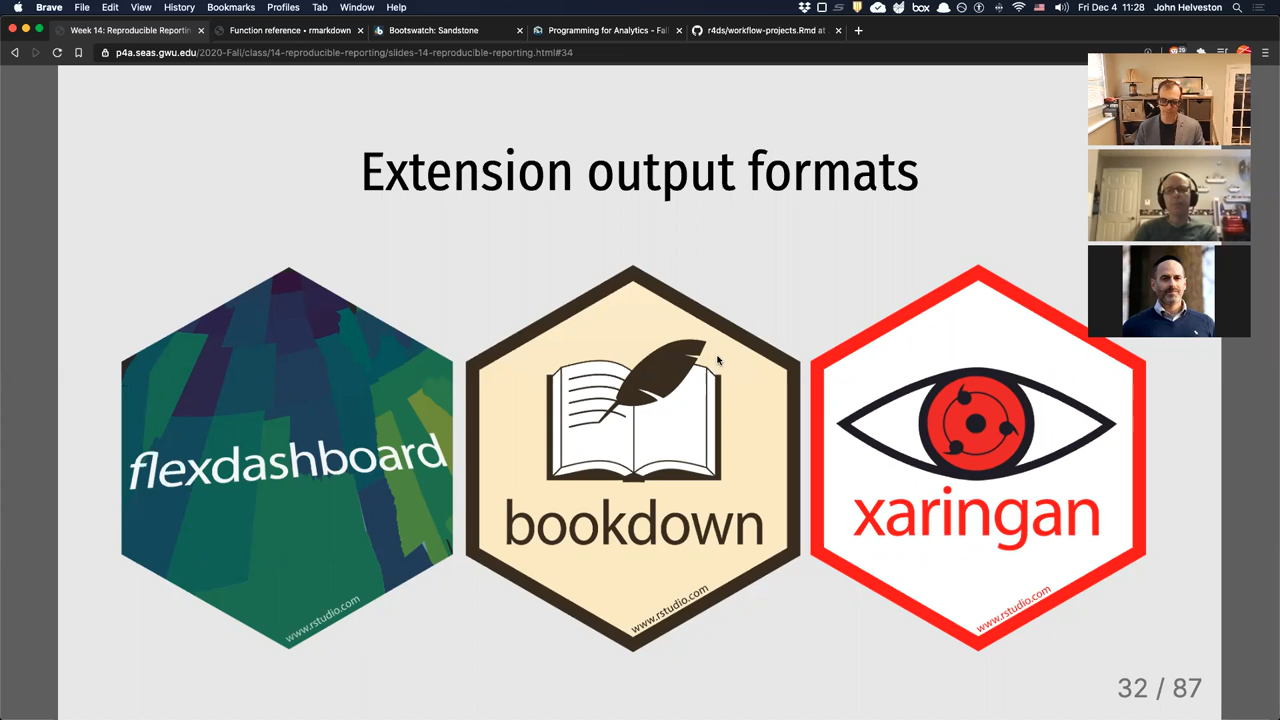 Brave File Edit View History Bookmarks Profiles Tab Window Help box Fri Dec 4 11:28 John Helveston
Week 14: Reproducible Reportin × Function reference • rmarkdown × Bootswatch: Sandstone × Programming for Analytics - Fal × r4ds/workflow-projects.Rmd at × +
p4a.seas.gwu.edu/2020-Fall/class/14-reproducible-reporting/slides-14-reproducible-reporting.html#34
Extension output formats
flexdashboard
www.rstudio.com
bookdown
www.rstudio.com
xaringan
www.rstudio.com
32 / 87